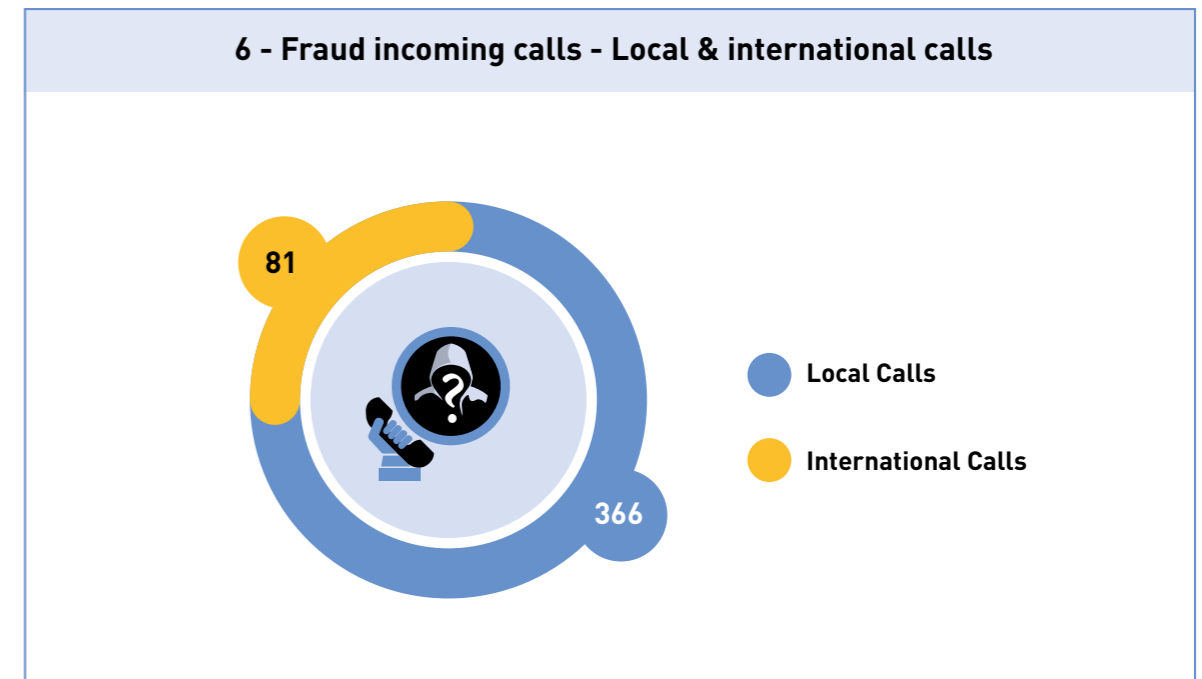 6 - Fraud incoming calls - Local & international calls
81
?
366
Local Calls
International Calls